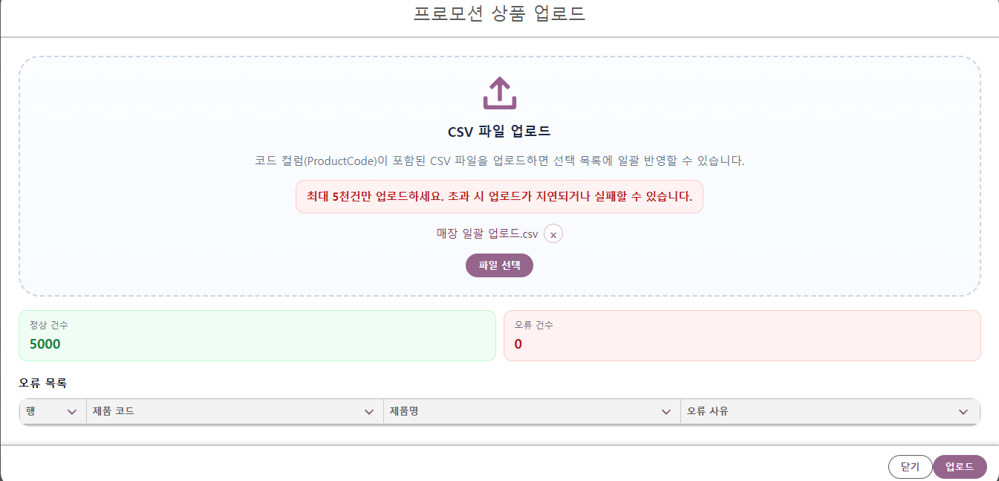 프로모션 상품 업로드
CSV 파일 업로드
코드 컬럼(ProductCode)이 포함된 CSV 파일을 업로드하면 선택 목록에 일괄 반영할 수 있습니다.
최대 5천건만 업로드하세요. 초과 시 업로드가 지연되거나 실패할 수 있습니다.
매장 일괄 업로드.csv x
파일 선택
정상 건수 오류 건수
5000 0
오류 목록
행 제품 코드 제품명 오류 사유
닫기 업로드